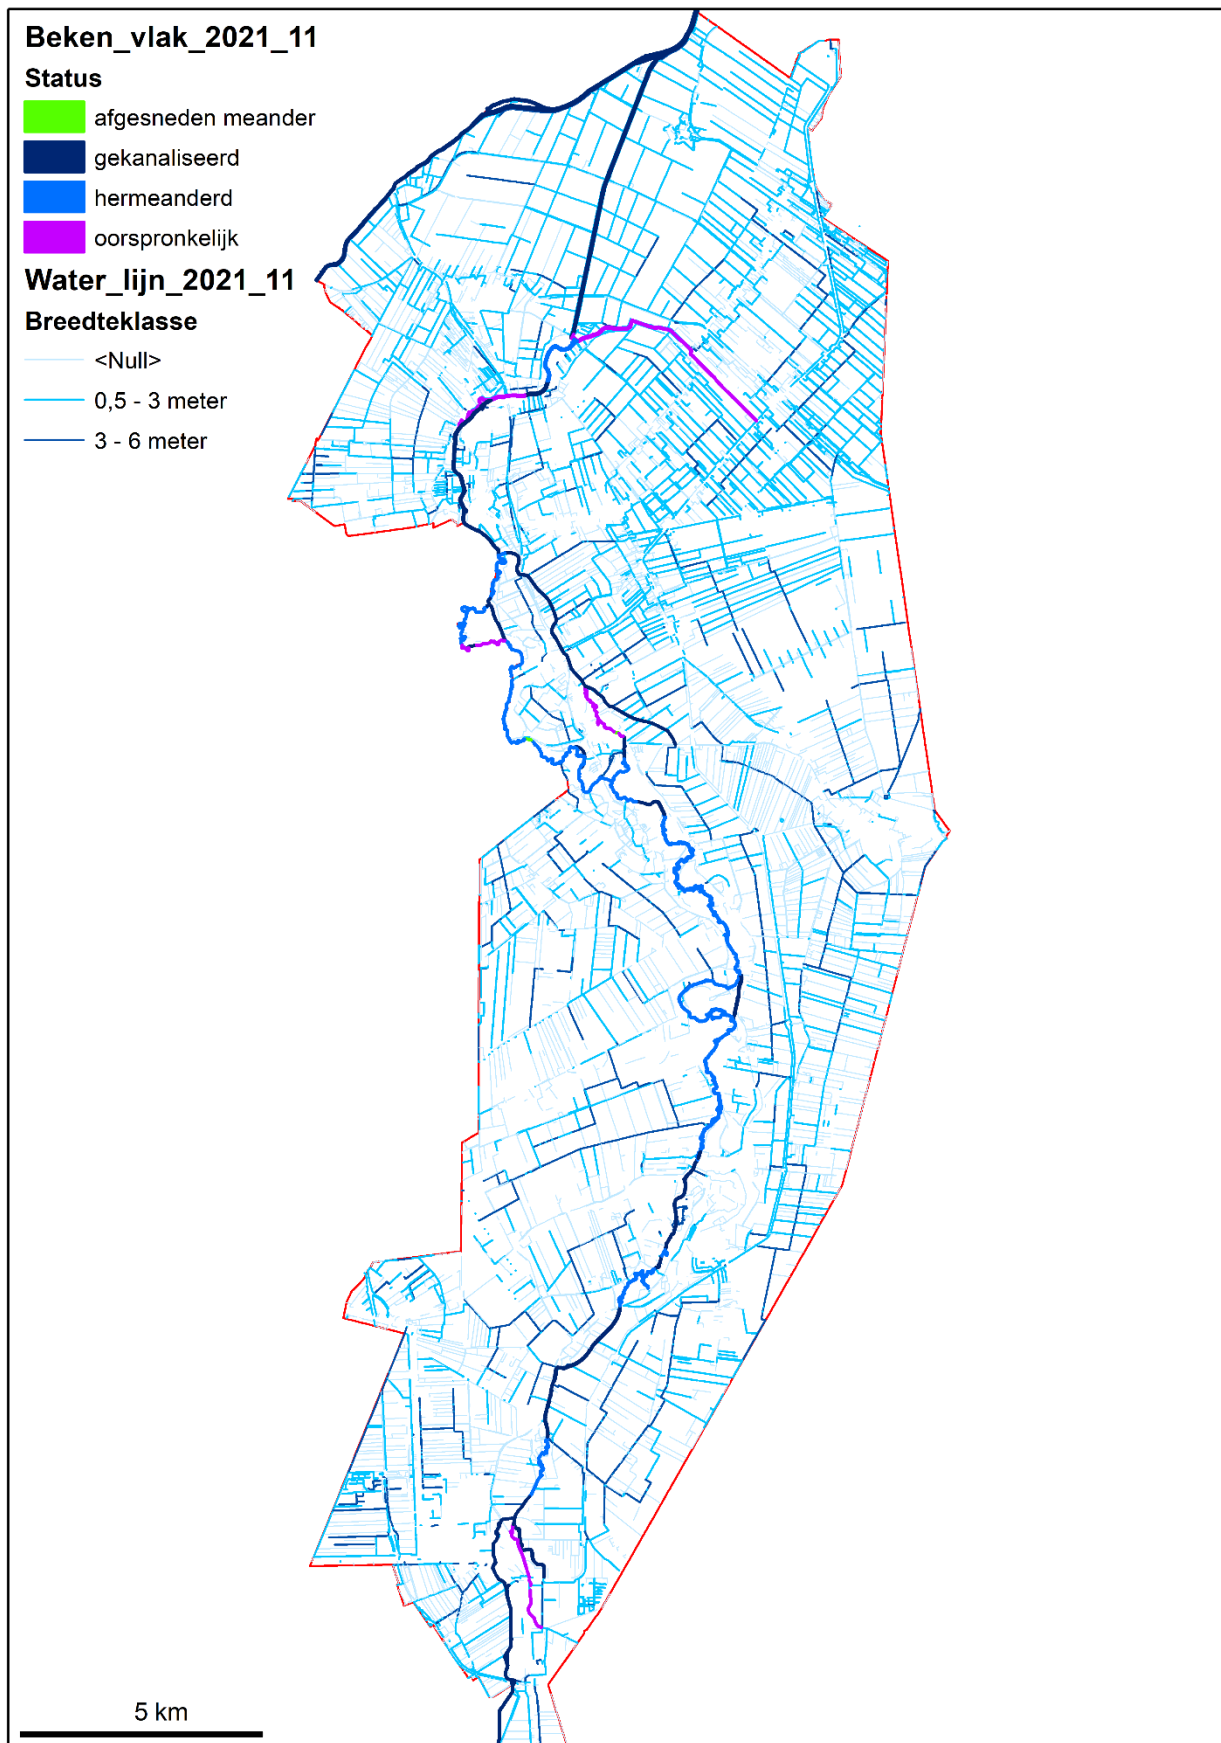 Beken_vlak_2021_11
Status
afgesneden meander
gekanaliseerd
hermeanderd
oorspronkelijk
Water_lijn_2021_11
Breedteklasse
<Null>
0,5 - 3 meter
3 - 6 meter
5 km